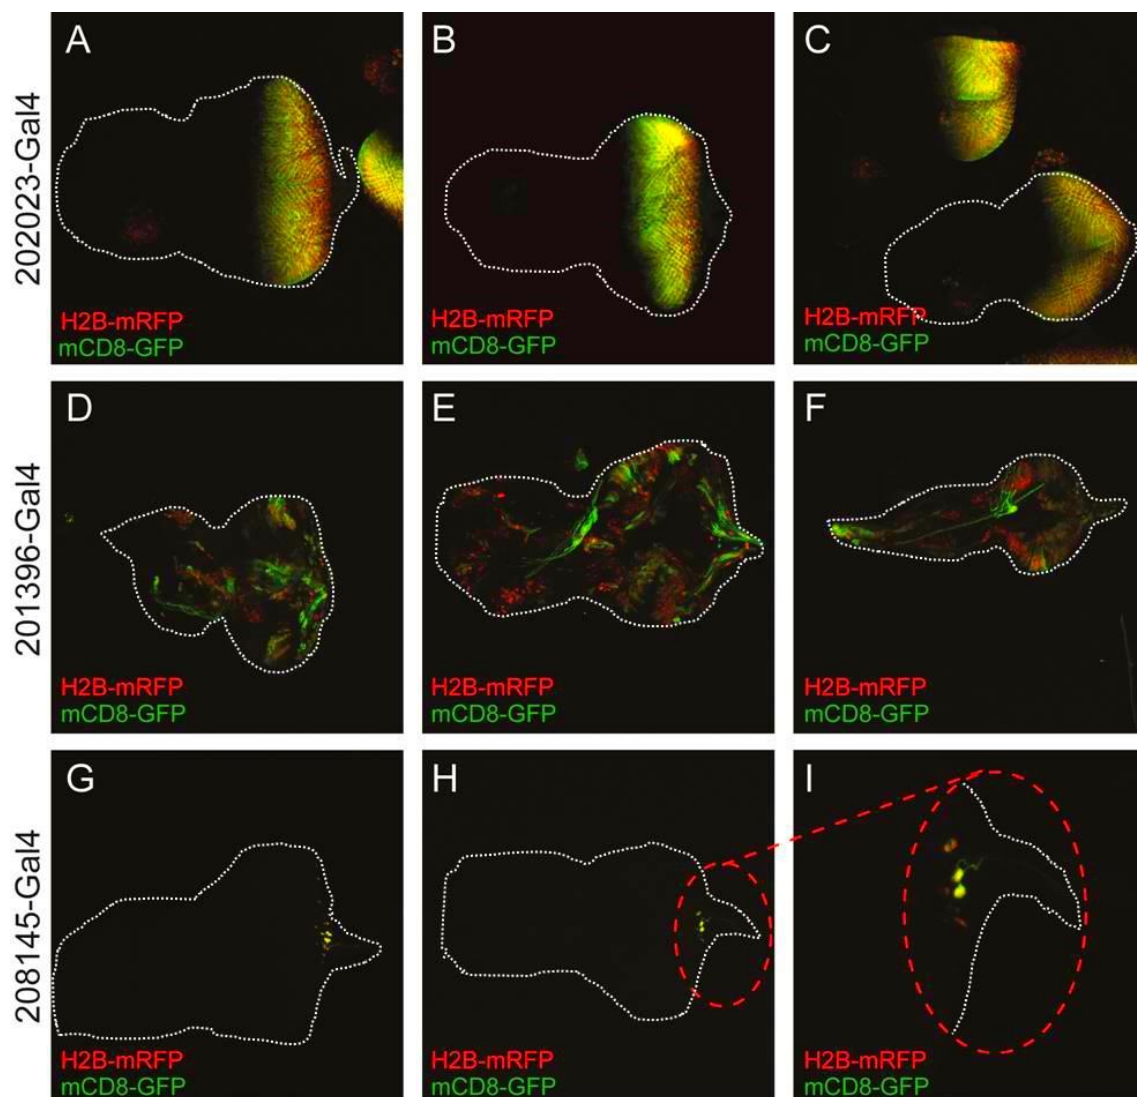 202023-Gal4
A
H2B-mRFP
mCD8-GFP
B
H2B-mRFP
mCD8-GFP
C
H2B-mRFP
mCD8-GFP
201396-Gal4
D
H2B-mRFP
mCD8-GFP
E
H2B-mRFP
mCD8-GFP
F
H2B-mRFP
mCD8-GFP
208145-Gal4
G
H2B-mRFP
mCD8-GFP
H
H2B-mRFP
mCD8-GFP
I
H2B-mRFP
mCD8-GFP